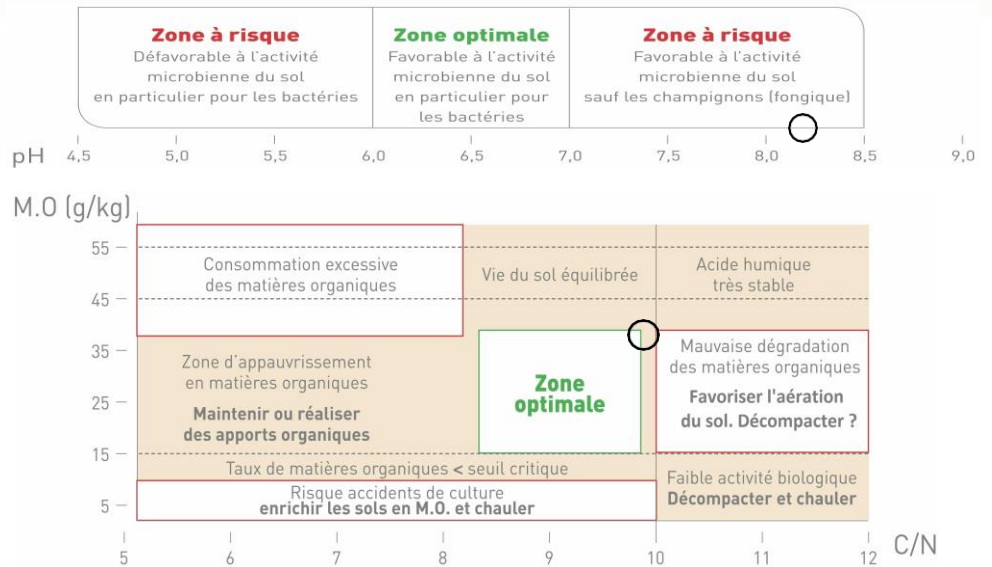 Zone à risque
Défavorable à l'activité
microbienne du sol
en particulier pour les bactéries
Zone optimale
Favorable à l'activité
microbienne du sol
en particulier pour
les bactéries
Zone à risque
Favorable à l'activité
microbienne du sol
sauf les champignons (fongique)
pH 4,5 5,0 5,5 6,0 6,5 7,0 7,5 8,0 8,5 9,0
M.O (g/kg)
55
45
35
25
15
5
Consommation excessive
des matières organiques
Vie du sol équilibrée
Acide humique
très stable
Zone d'appauvrissement
en matières organiques
Maintenir ou réaliser
des apports organiques
Zone
optimale
Mauvaise dégradation
des matières organiques
Favoriser l'aération
du sol. Décompacter ?
Taux de matières organiques < seuil critique
Risque accidents de culture
enrichir les sols en M.O. et chauler
Faible activité biologique
Décompacter et chauler
5 6 7 8 9 10 11 12 C/N